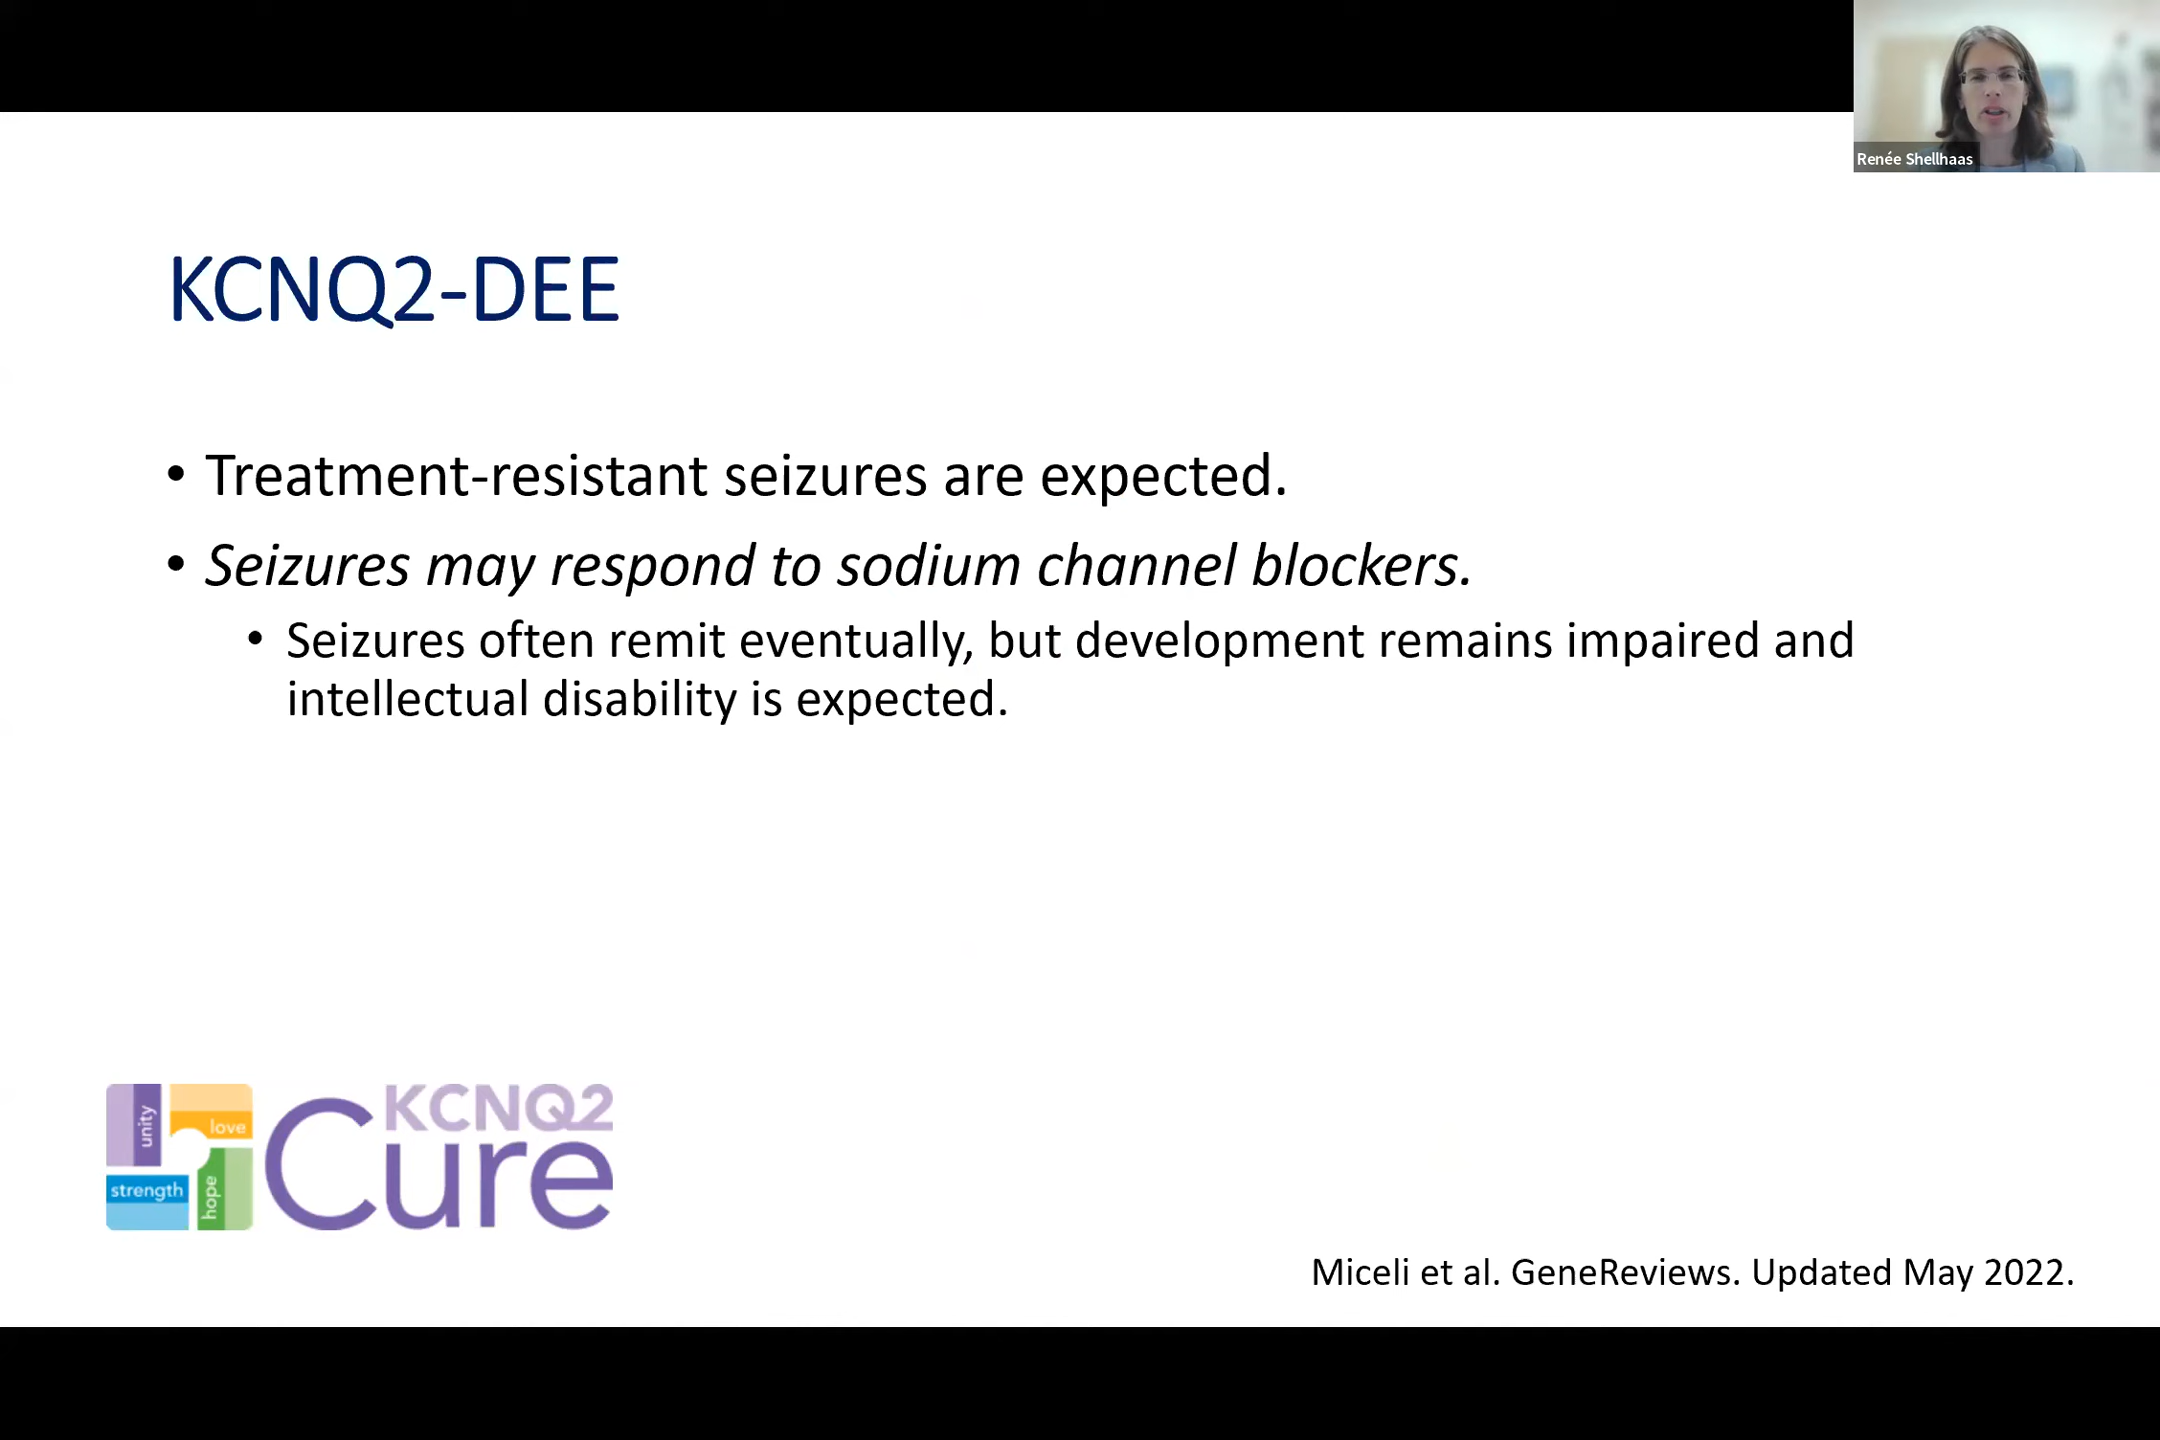 Renée Shellhaas
KCNQ2-DEE
• Treatment-resistant seizures are expected.
• Seizures may respond to sodium channel blockers.
• Seizures often remit eventually, but development remains impaired and
intellectual disability is expected.
unity
love
strength
hope
KCNQ2
Cure
Miceli et al. GeneReviews. Updated May 2022.